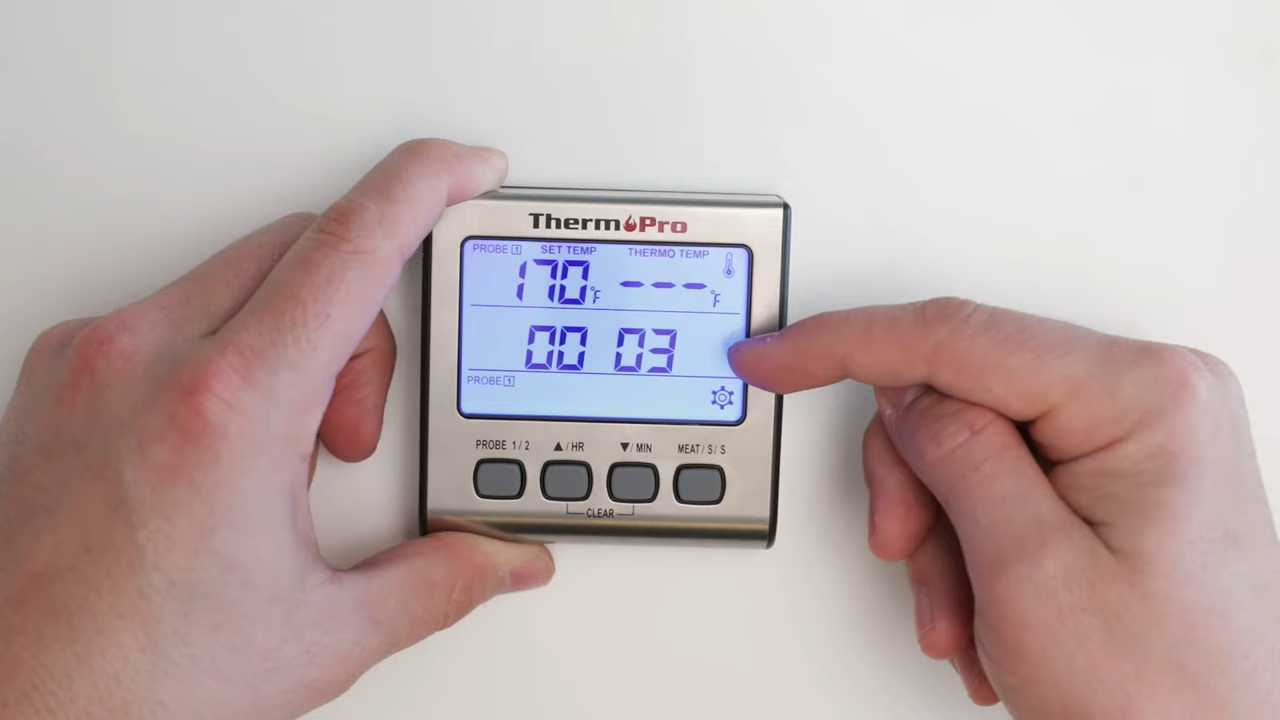 ThermoPro
PROBE 1 SET TEMP THERMO TEMP
170°F ---°F
00 03
PROBE 1
PROBE 1/2 ▲/HR ▼/MIN MEAT/S/S
CLEAR